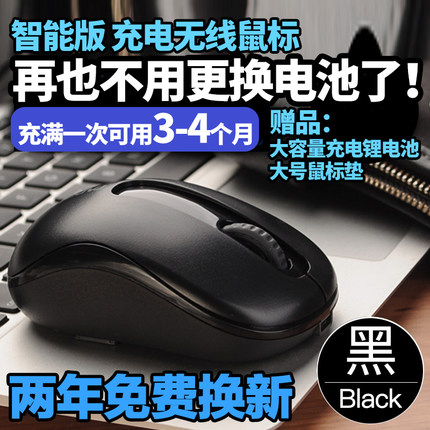 智能版 充电无线鼠标
再也不用更换电池了!
充满一次可用3-4个月
赠品:
大容量充电锂电池
大号鼠标垫
黑
Black
两年免费换新